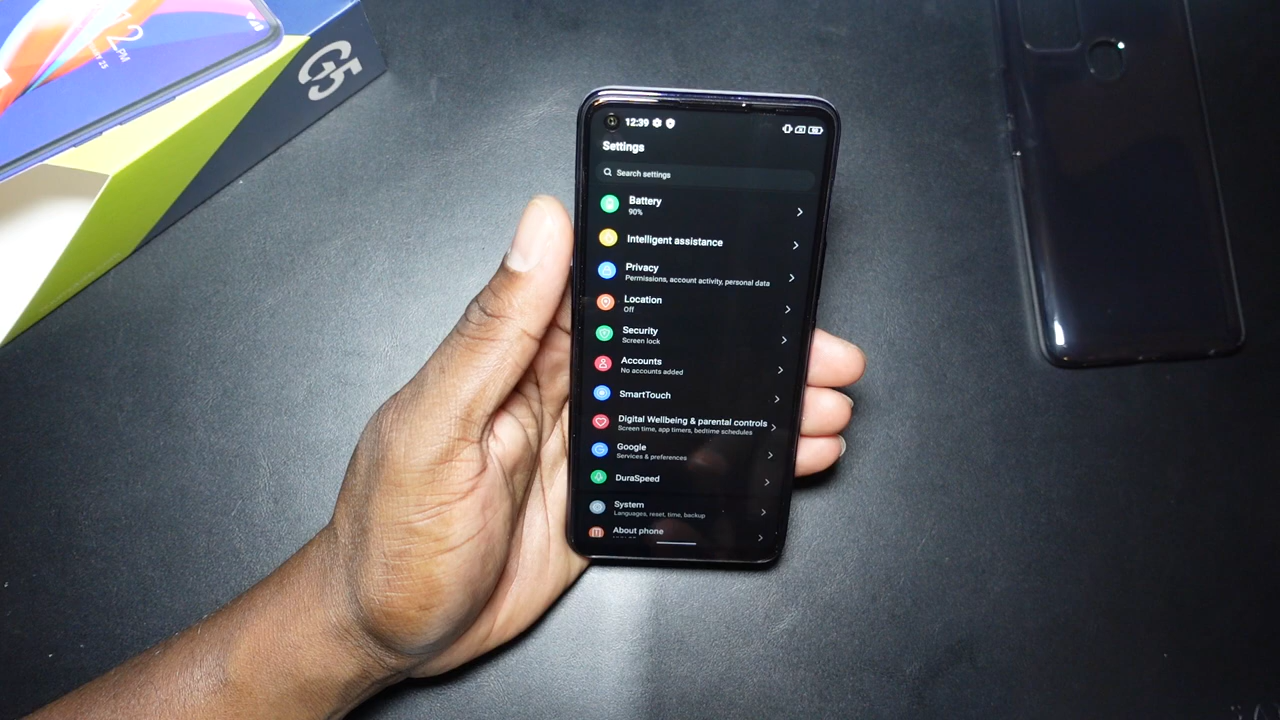 2 PM
G5
12:39
Settings
Search settings
Battery
90%
Intelligent assistance
Privacy
Permissions, account activity, personal data
Location
Off
Security
Screen lock
Accounts
No accounts added
SmartTouch
Digital Wellbeing & parental controls
Screen time, app timers, bedtime schedules
Google
Services & preferences
DuraSpeed
System
Languages, reset, time, backup
About phone